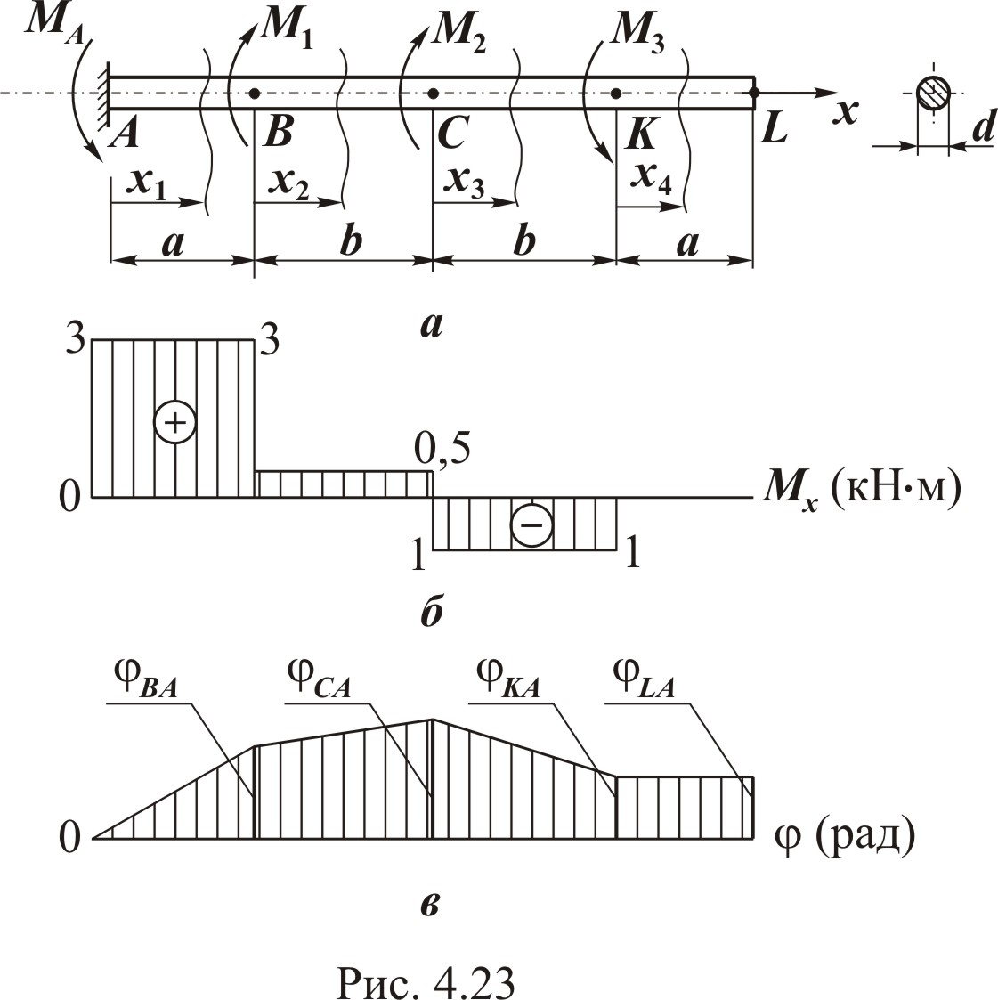 M_A M_1 M_2 M_3
A B C K L x d
x_1 x_2 x_3 x_4
a b b a
а
3 3
+
0,5
0 M_x (кН·м)
−
1 1
б
φ_BA φ_CA φ_KA φ_LA
0 φ (рад)
в
Рис. 4.23